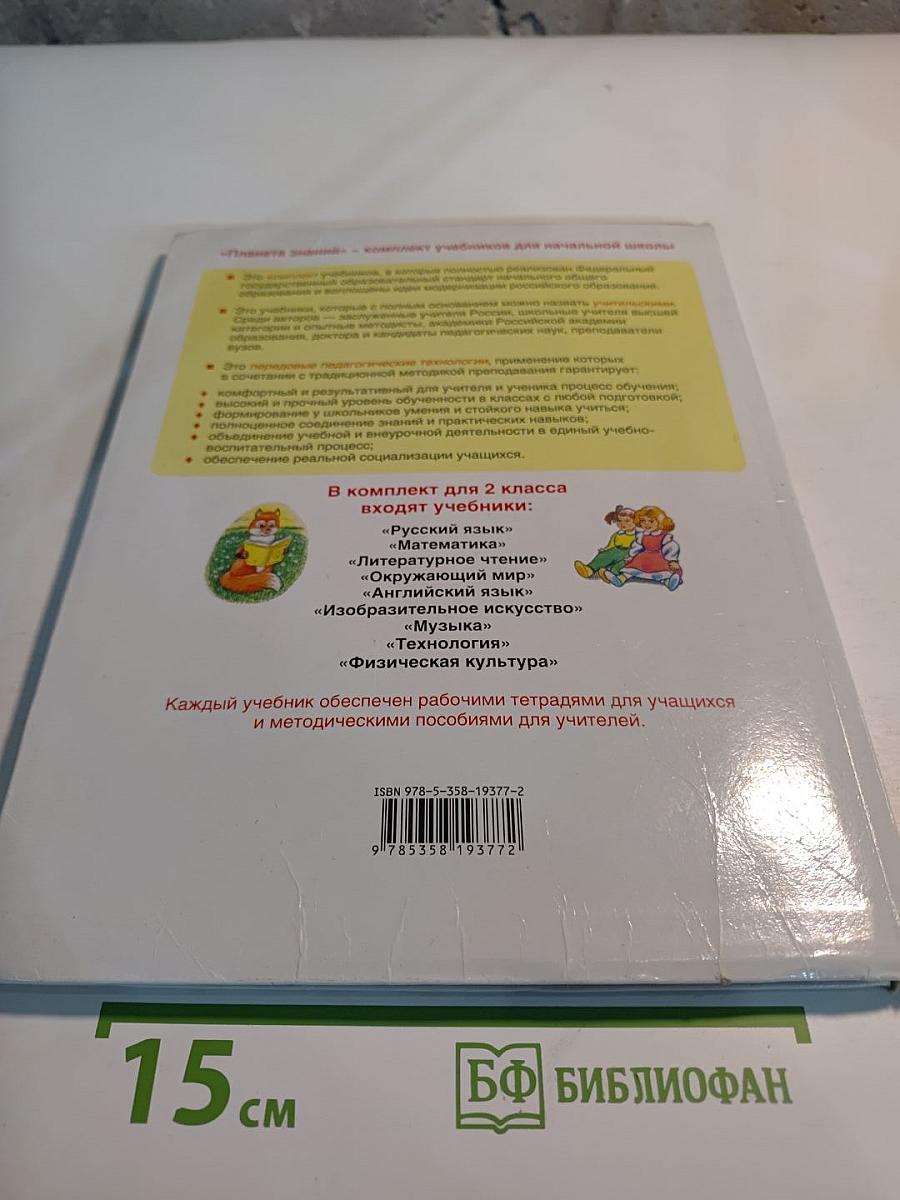 «Планета знаний» – комплект учебников для начальной школы
Это комплект учебников, в которых полностью реализован Федеральный
государственный образовательный стандарт начального общего
образования и воплощены идеи модернизации российского образования.
Это учебники, которые с полным основанием можно назвать учительскими.
Среди авторов — заслуженные учителя России, школьные учителя высшей
категории и опытные методисты, академики Российской академии
образования, доктора и кандидаты педагогических наук, преподаватели
вузов.
Это передовые педагогические технологии, применение которых
в сочетании с традиционной методикой преподавания гарантирует:
комфортный и результативный для учителя и ученика процесс обучения;
высокий и прочный уровень обученности в классах с любой подготовкой;
формирование у школьников умения и стойкого навыка учиться;
полноценное соединение знаний и практических навыков;
объединение учебной и внеурочной деятельности в единый учебно-
воспитательный процесс;
обеспечение реальной социализации учащихся.
В комплект для 2 класса
входят учебники:
«Русский язык»
«Математика»
«Литературное чтение»
«Окружающий мир»
«Английский язык»
«Изобразительное искусство»
«Музыка»
«Технология»
«Физическая культура»
Каждый учебник обеспечен рабочими тетрадями для учащихся
и методическими пособиями для учителей.
ISBN 978-5-358-19377-2
9 785358 193772
15 см
БФ БИБЛИОФАН